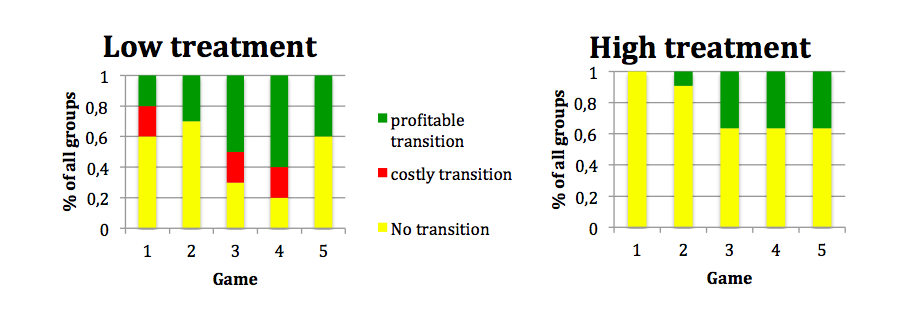 Low treatment
% of all groups
1
0,8
0,6
0,4
0,2
0
1 2 3 4 5
Game
profitable
transition
costly transition
No transition
High treatment
% of all groups
1
0,8
0,6
0,4
0,2
0
1 2 3 4 5
Game